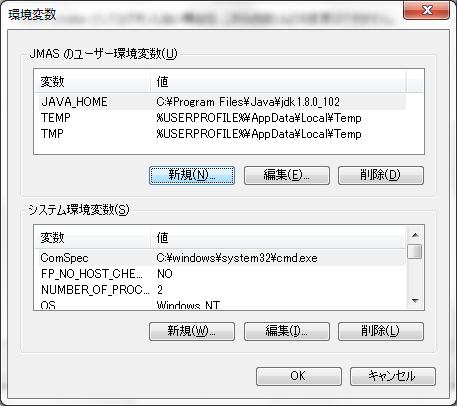 環境変数
JMAS のユーザー環境変数(U)
変数 値
JAVA_HOME C:¥Program Files¥Java¥jdk1.8.0_102
TEMP %USERPROFILE%¥AppData¥Local¥Temp
TMP %USERPROFILE%¥AppData¥Local¥Temp
新規(N)... 編集(E)... 削除(D)
システム環境変数(S)
変数 値
ComSpec C:¥windows¥system32¥cmd.exe
FP_NO_HOST_CHE... NO
NUMBER_OF_PROC... 2
OS Windows_NT
新規(W)... 編集(I)... 削除(L)
OK キャンセル